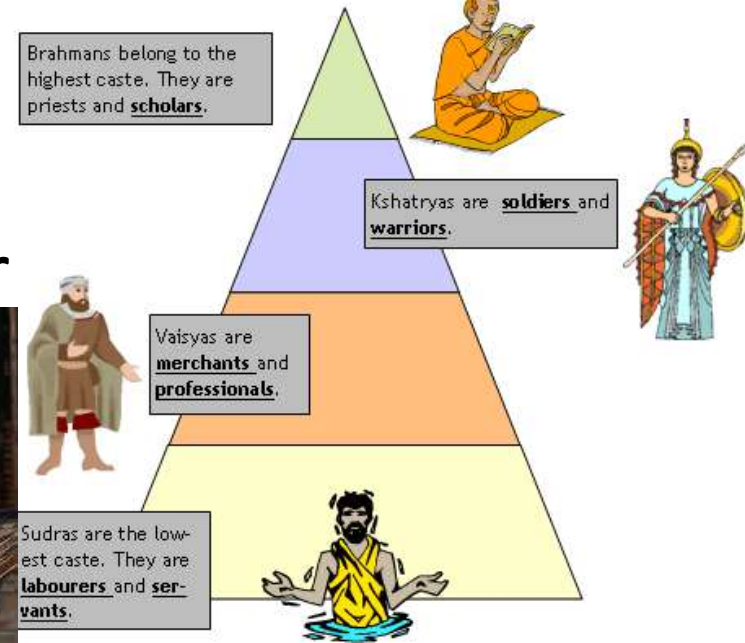 Brahmans belong to the
highest caste. They are
priests and scholars.
Kshatryas are soldiers and
warriors.
Vaisyas are
merchants and
professionals.
Sudras are the low-
est caste. They are
labourers and ser-
vants.